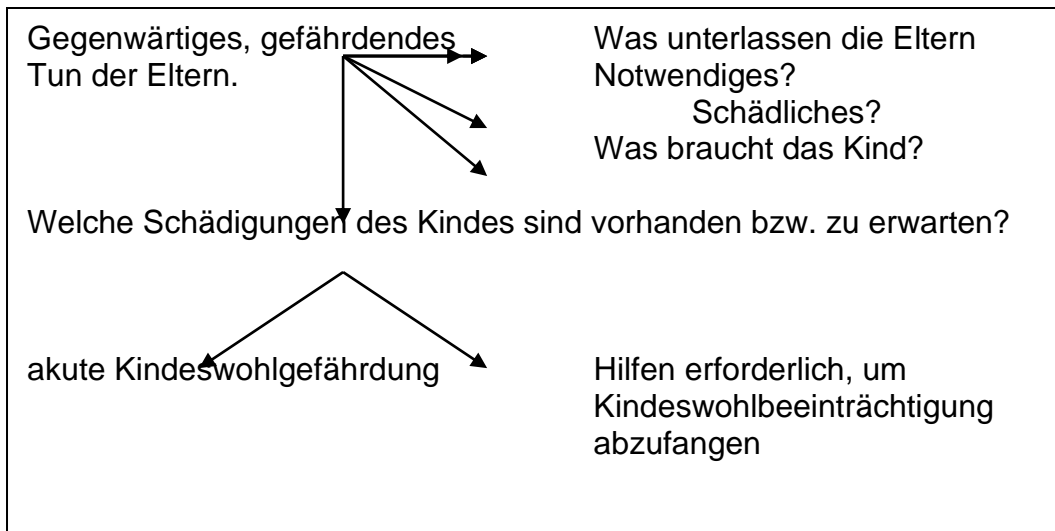 Gegenwärtiges, gefährdendes
Tun der Eltern.
Was unterlassen die Eltern
Notwendiges?
Schädliches?
Was braucht das Kind?
Welche Schädigungen des Kindes sind vorhanden bzw. zu erwarten?
akute Kindeswohlgefährdung
Hilfen erforderlich, um
Kindeswohlbeeinträchtigung
abzufangen